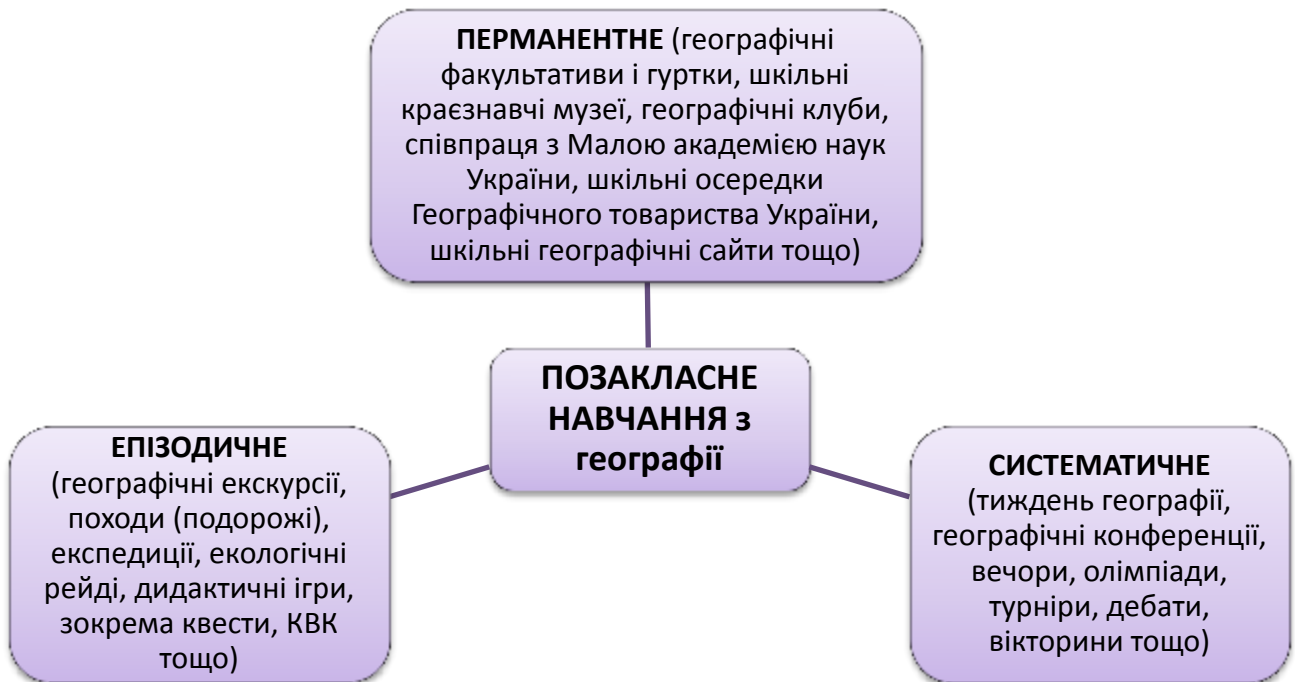 ПЕРМАНЕНТНЕ (географічні
факультативи і гуртки, шкільні
краєзнавчі музеї, географічні клуби,
співпраця з Малою академією наук
України, шкільні осередки
Географічного товариства України,
шкільні географічні сайти тощо)
ПОЗАКЛАСНЕ
НАВЧАННЯ з
географії
ЕПІЗОДИЧНЕ
(географічні екскурсії,
походи (подорожі),
експедиції, екологічні
рейді, дидактичні ігри,
зокрема квести, КВК
тощо)
СИСТЕМАТИЧНЕ
(тиждень географії,
географічні конференції,
вечори, олімпіади,
турніри, дебати,
вікторини тощо)